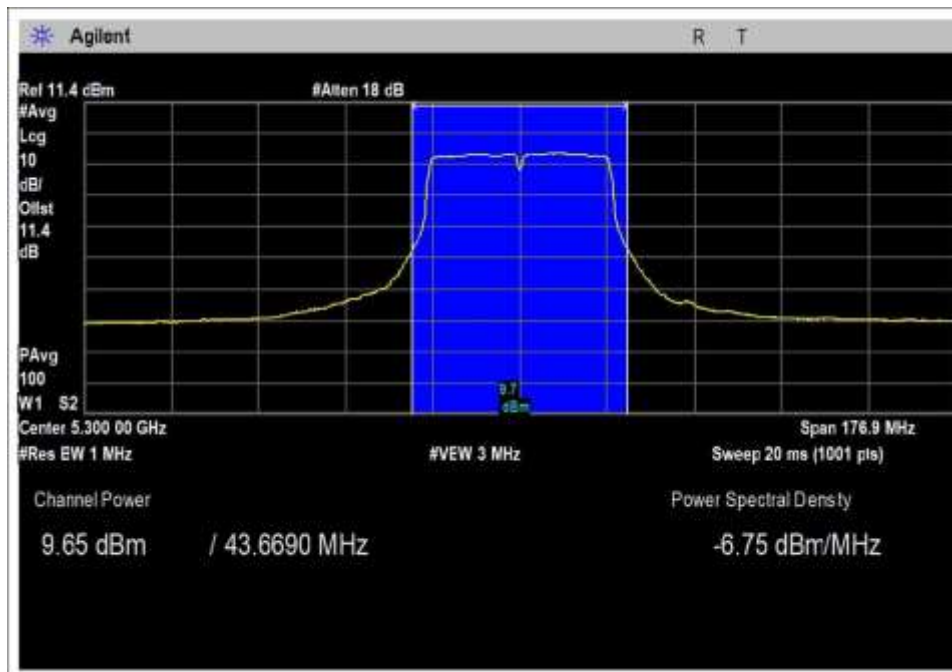 Agilent R T
Ref 11.4 dBm #Atten 18 dB
#Avg
Log
10
dB/
Offst
11.4
dB
PAvg
100
W1 S2
9.7
dBm
Center 5.300 00 GHz Span 176.9 MHz
#Res BW 1 MHz #VBW 3 MHz Sweep 20 ms (1001 pts)
Channel Power Power Spectral Density
9.65 dBm / 43.6690 MHz -6.75 dBm/MHz